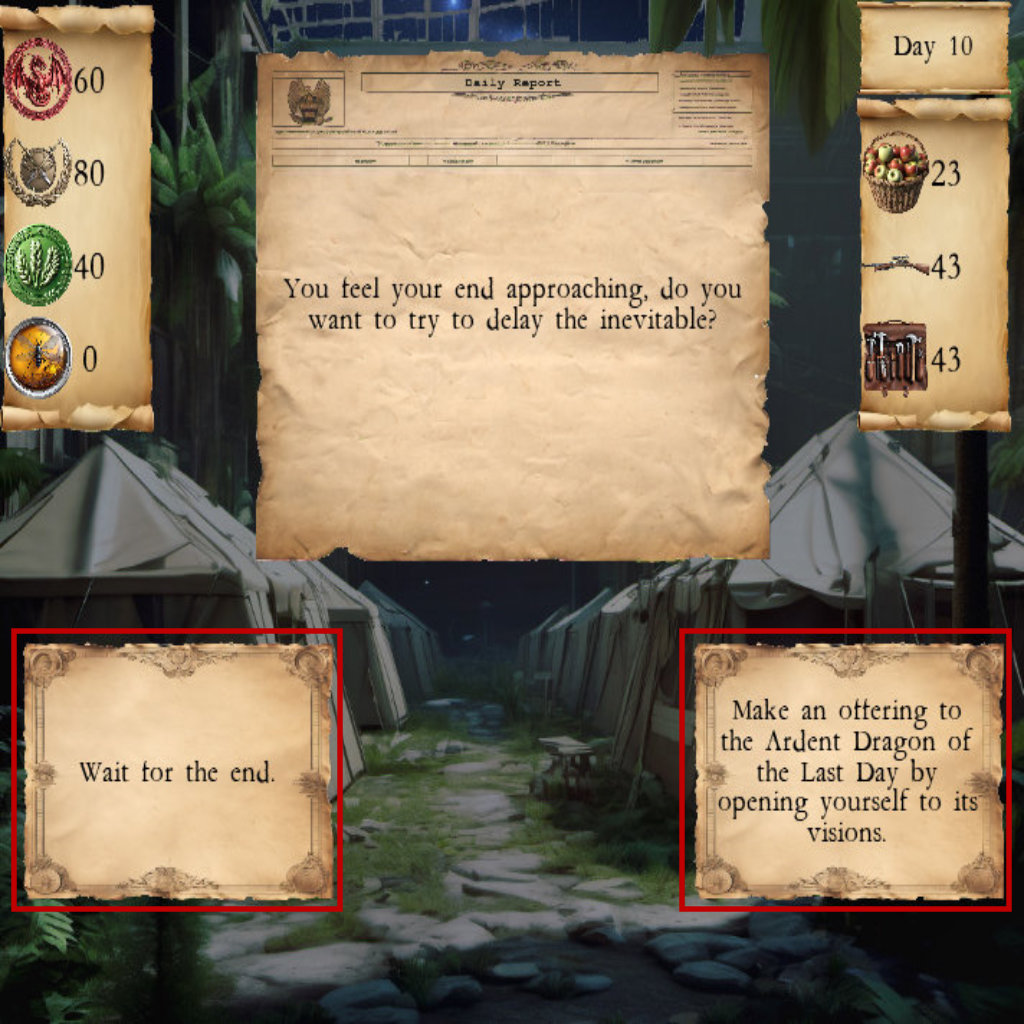 60
80
40
0
Daily Report
You feel your end approaching, do you
want to try to delay the inevitable?
Day 10
23
43
43
Wait for the end.
Make an offering to
the Ardent Dragon of
the Last Day by
opening yourself to its
visions.